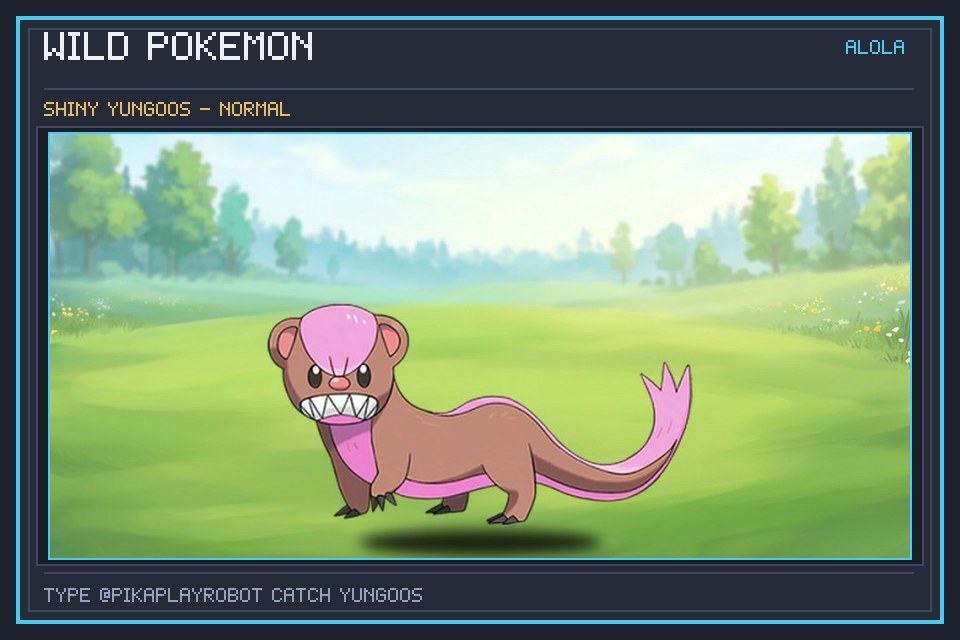 WILD POKEMON
ALOLA
SHINY YUNGOOS - NORMAL
TYPE @PIKAPLAYROBOT CATCH YUNGOOS